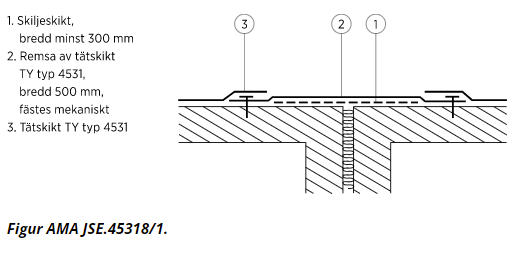 1. Skiljeskikt,
bredd minst 300 mm
2. Remsa av tätskikt
TY typ 4531,
bredd 500 mm,
fästes mekaniskt
3. Tätskikt TY typ 4531
3
2
1
Figur AMA JSE.45318/1.